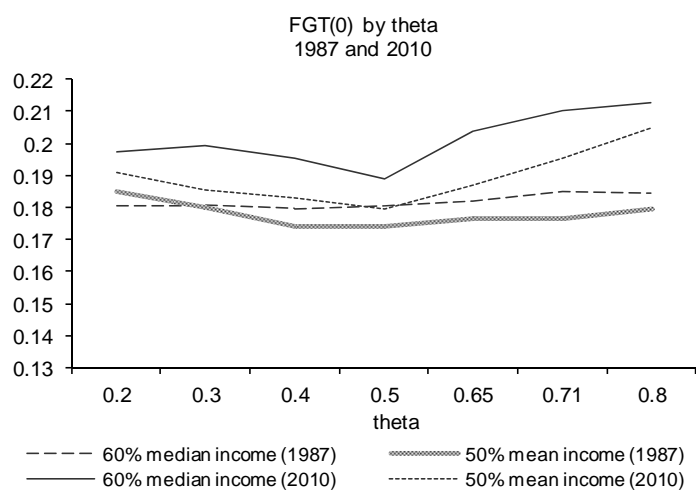 FGT(0) by theta
1987 and 2010
0.22
0.21
0.2
0.19
0.18
0.17
0.16
0.15
0.14
0.13
0.2 0.3 0.4 0.5 0.65 0.71 0.8
theta
60% median income (1987) 50% mean income (1987)
60% median income (2010) 50% mean income (2010)